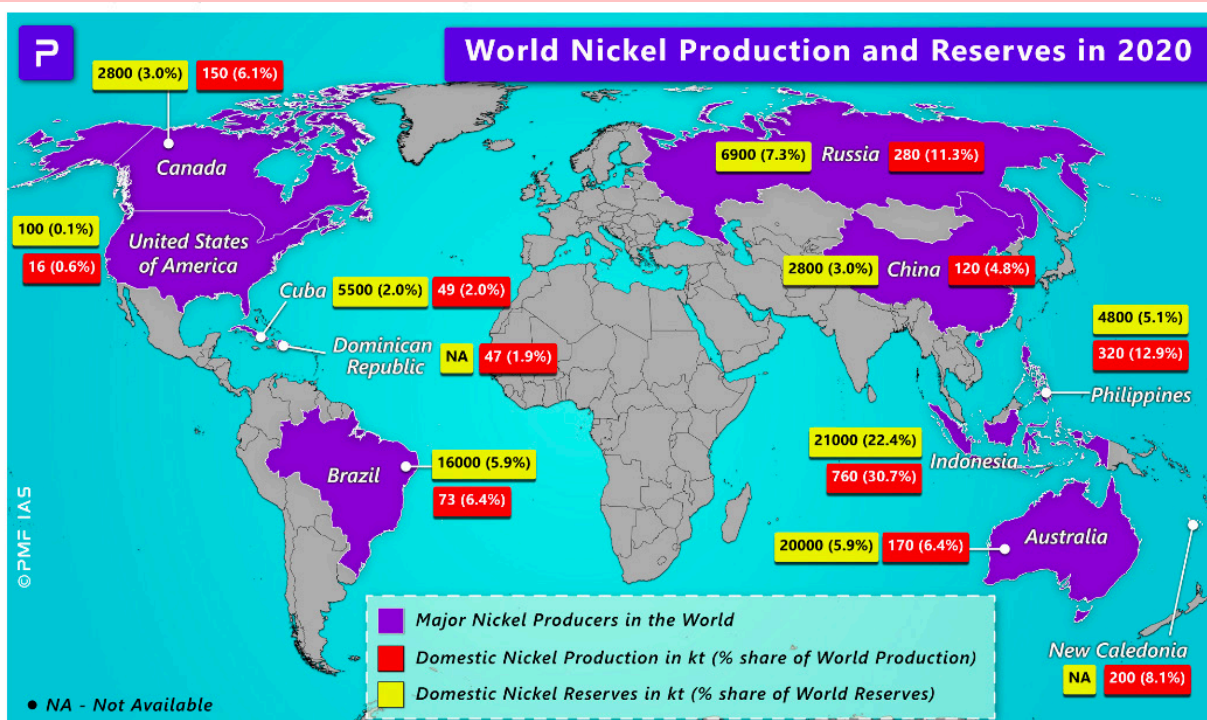 P
World Nickel Production and Reserves in 2020
2800 (3.0%) 150 (6.1%)
Canada
6900 (7.3%) Russia 280 (11.3%)
100 (0.1%)
16 (0.6%)
United States
of America
2800 (3.0%) China 120 (4.8%)
Cuba 5500 (2.0%) 49 (2.0%)
Dominican
Republic
NA 47 (1.9%)
4800 (5.1%)
320 (12.9%)
Philippines
21000 (22.4%)
Indonesia
760 (30.7%)
Brazil
16000 (5.9%)
73 (6.4%)
20000 (5.9%) 170 (6.4%)
Australia
New Caledonia
NA 200 (8.1%)
©PMF IAS
Major Nickel Producers in the World
Domestic Nickel Production in kt (% share of World Production)
Domestic Nickel Reserves in kt (% share of World Reserves)
• NA - Not Available